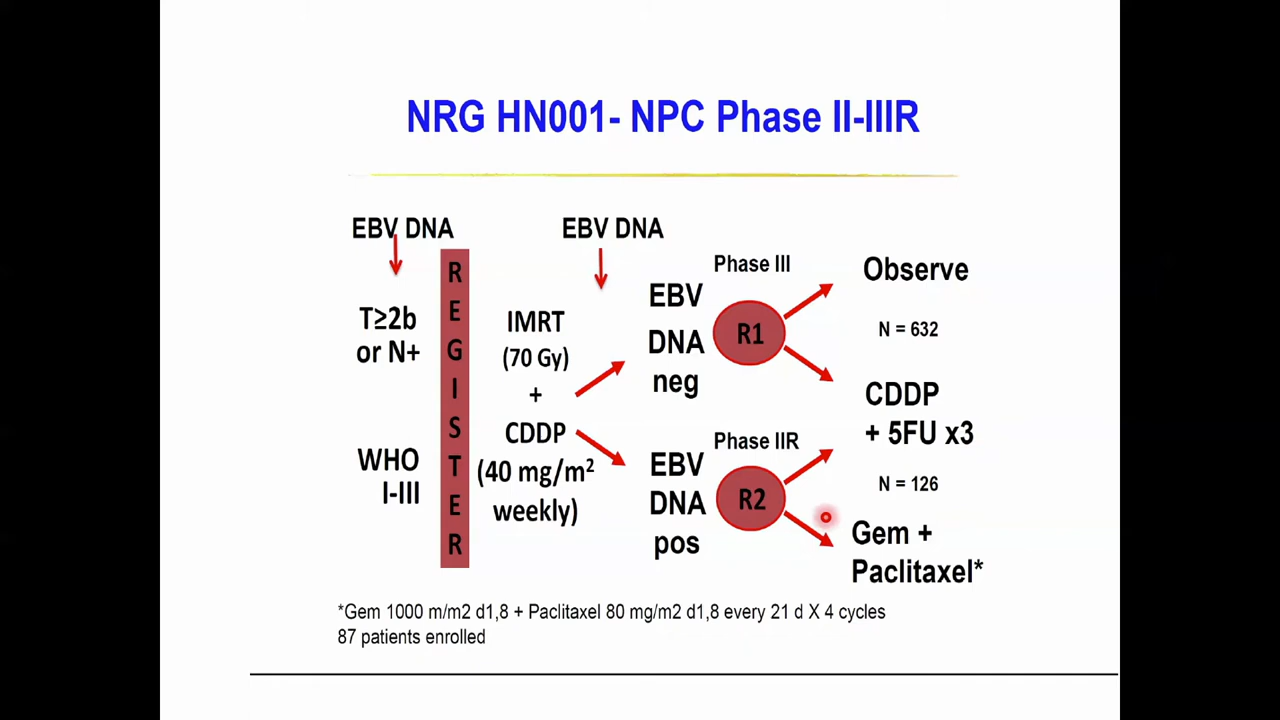 NRG HN001- NPC Phase II-IIIR
EBV DNA
T≥2b
or N+
WHO
I-III
REGISTER
EBV DNA
IMRT
(70 Gy)
+
CDDP
(40 mg/m²
weekly)
EBV
DNA
neg
Phase III
R1
Observe
N = 632
CDDP
+ 5FU x3
EBV
DNA
pos
Phase IIR
R2
N = 126
Gem +
Paclitaxel*
*Gem 1000 m/m2 d1,8 + Paclitaxel 80 mg/m2 d1,8 every 21 d X 4 cycles
87 patients enrolled